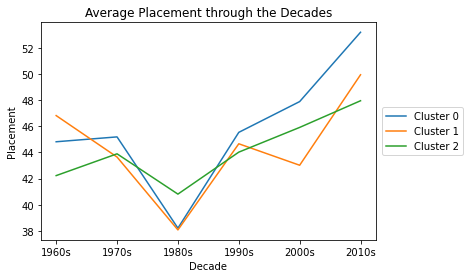 Average Placement through the Decades
Placement
52
50
48
46
44
42
40
38
1960s 1970s 1980s 1990s 2000s 2010s
Decade
Cluster 0
Cluster 1
Cluster 2